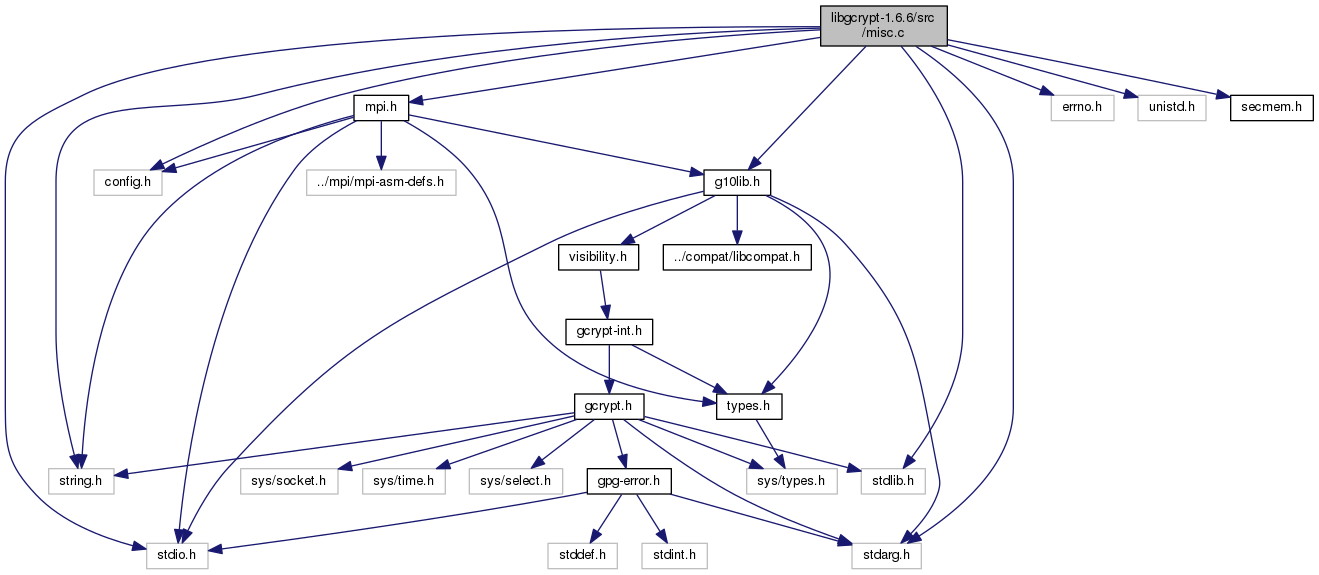 libgcrypt-1.6.6/src
/misc.c
mpi.h
errno.h
unistd.h
secmem.h
config.h
../mpi/mpi-asm-defs.h
g10lib.h
visibility.h
../compat/libcompat.h
gcrypt-int.h
gcrypt.h
types.h
string.h
sys/socket.h
sys/time.h
sys/select.h
gpg-error.h
sys/types.h
stdlib.h
stdio.h
stddef.h
stdint.h
stdarg.h